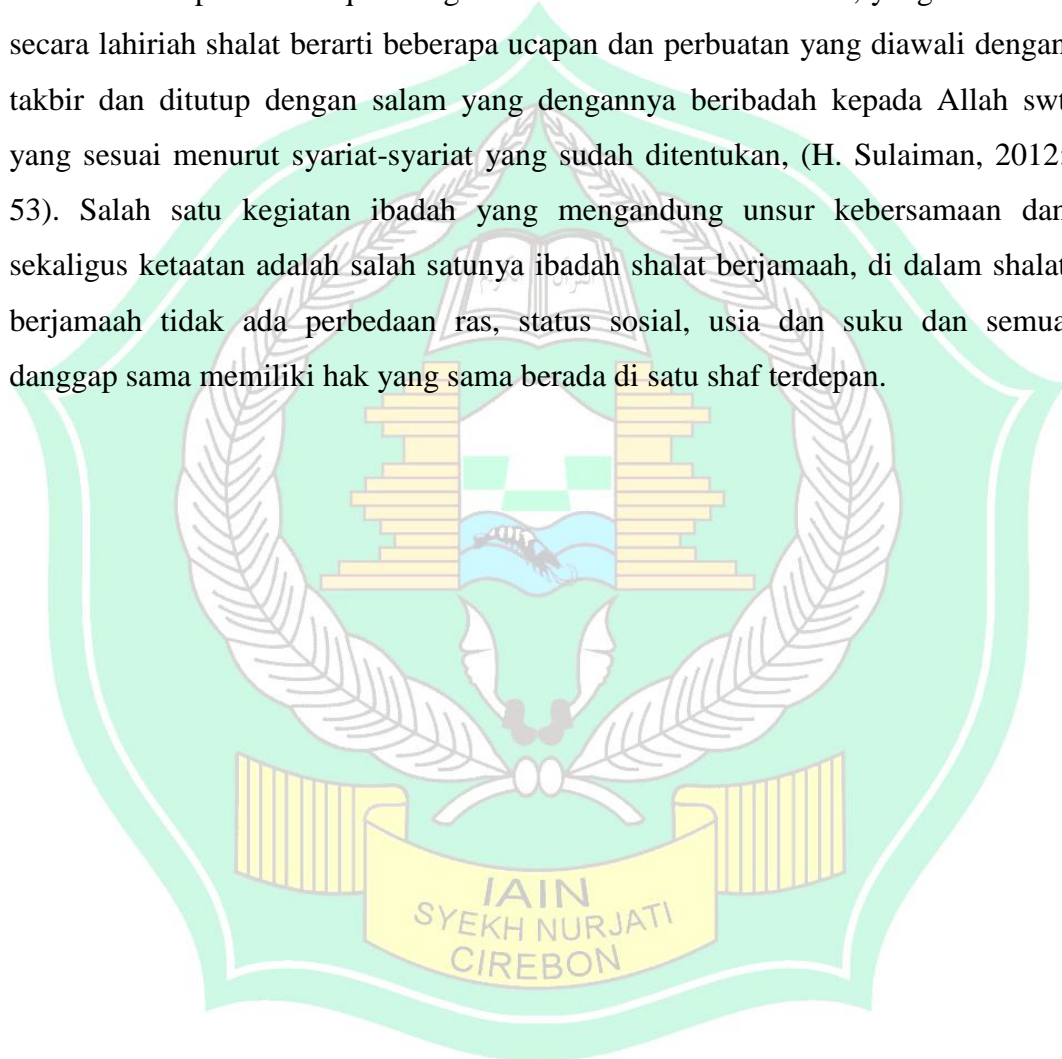 secara lahiriah shalat berarti beberapa ucapan dan perbuatan yang diawali dengan
takbir dan ditutup dengan salam yang dengannya beribadah kepada Allah swt
yang sesuai menurut syariat-syariat yang sudah ditentukan, (H. Sulaiman, 2012:
53). Salah satu kegiatan ibadah yang mengandung unsur kebersamaan dan
sekaligus ketaatan adalah salah satunya ibadah shalat berjamaah, di dalam shalat
berjamaah tidak ada perbedaan ras, status sosial, usia dan suku dan semua
danggap sama memiliki hak yang sama berada di satu shaf terdepan.
IAIN
SYEKH NURJATI
CIREBON